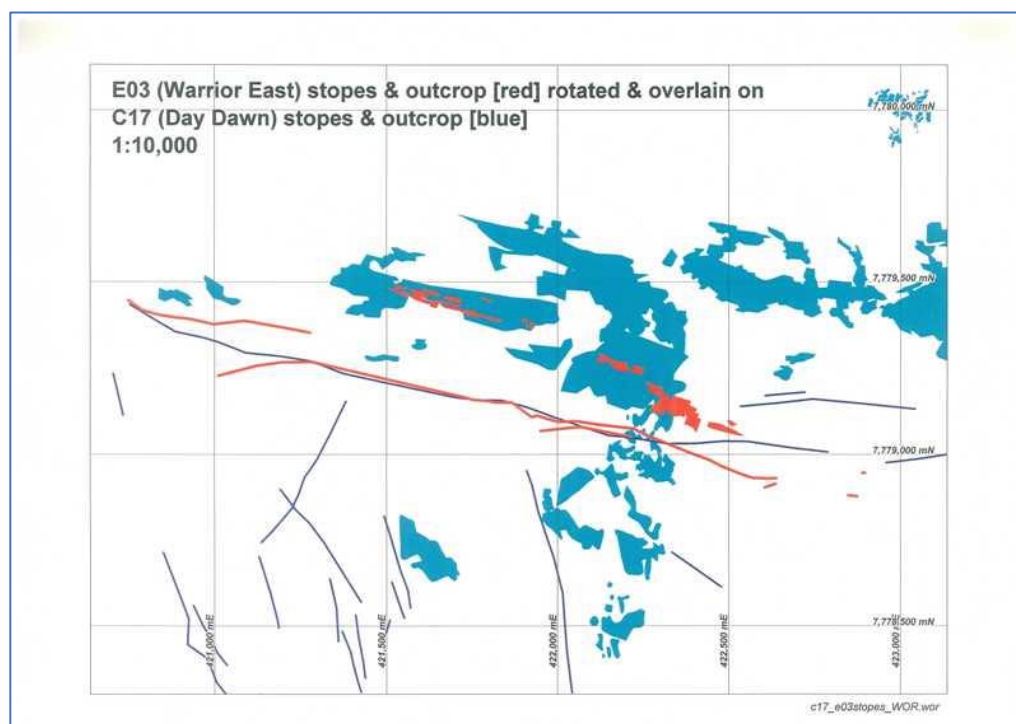 E03 (Warrior East) stopes & outcrop [red] rotated & overlain on
C17 (Day Dawn) stopes & outcrop [blue]
1:10,000
7,780,000 mN
7,779,500 mN
7,779,000 mN
7,778,500 mN
421,000 mE
421,500 mE
422,000 mE
422,500 mE
423,000 mE
c17_e03stopes_WOR.wor